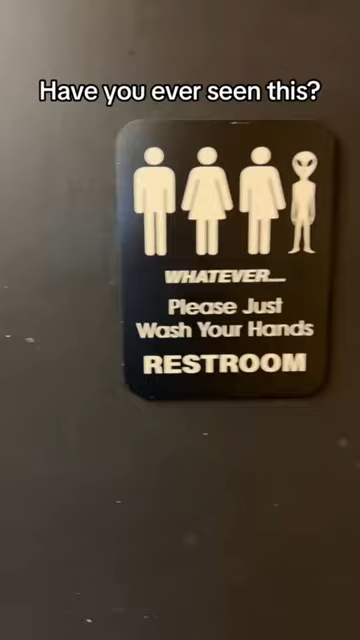 Have you ever seen this?
WHATEVER...
Please Just
Wash Your Hands
RESTROOM